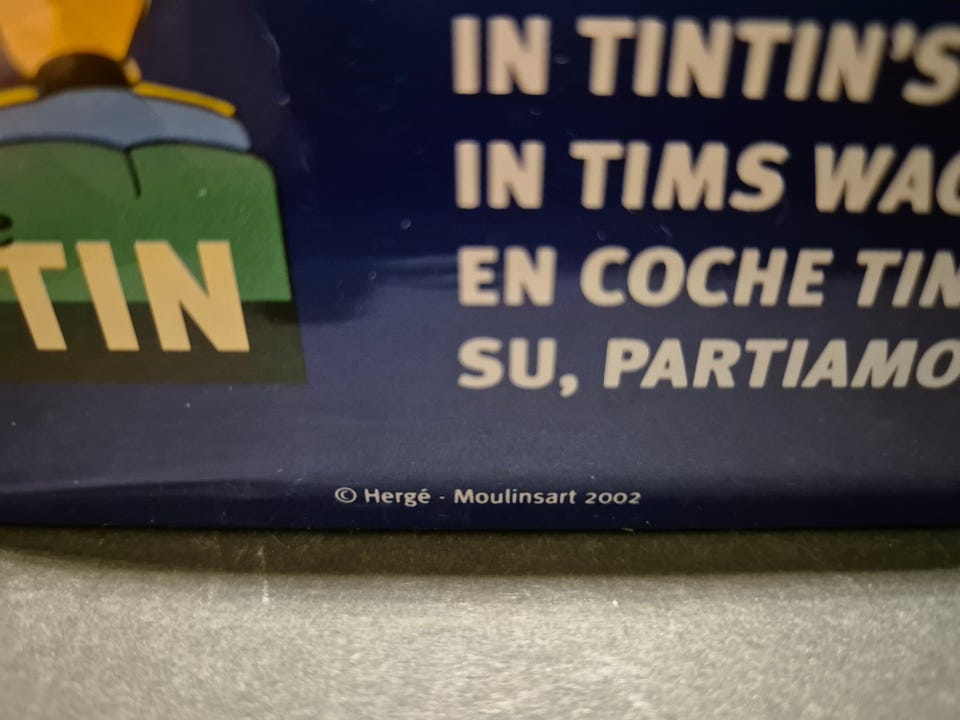 TIN
IN TINTIN'S
IN TIMS
EN COCHE
SU, PARTIAMO
© Hergé - Moulinsart 2002